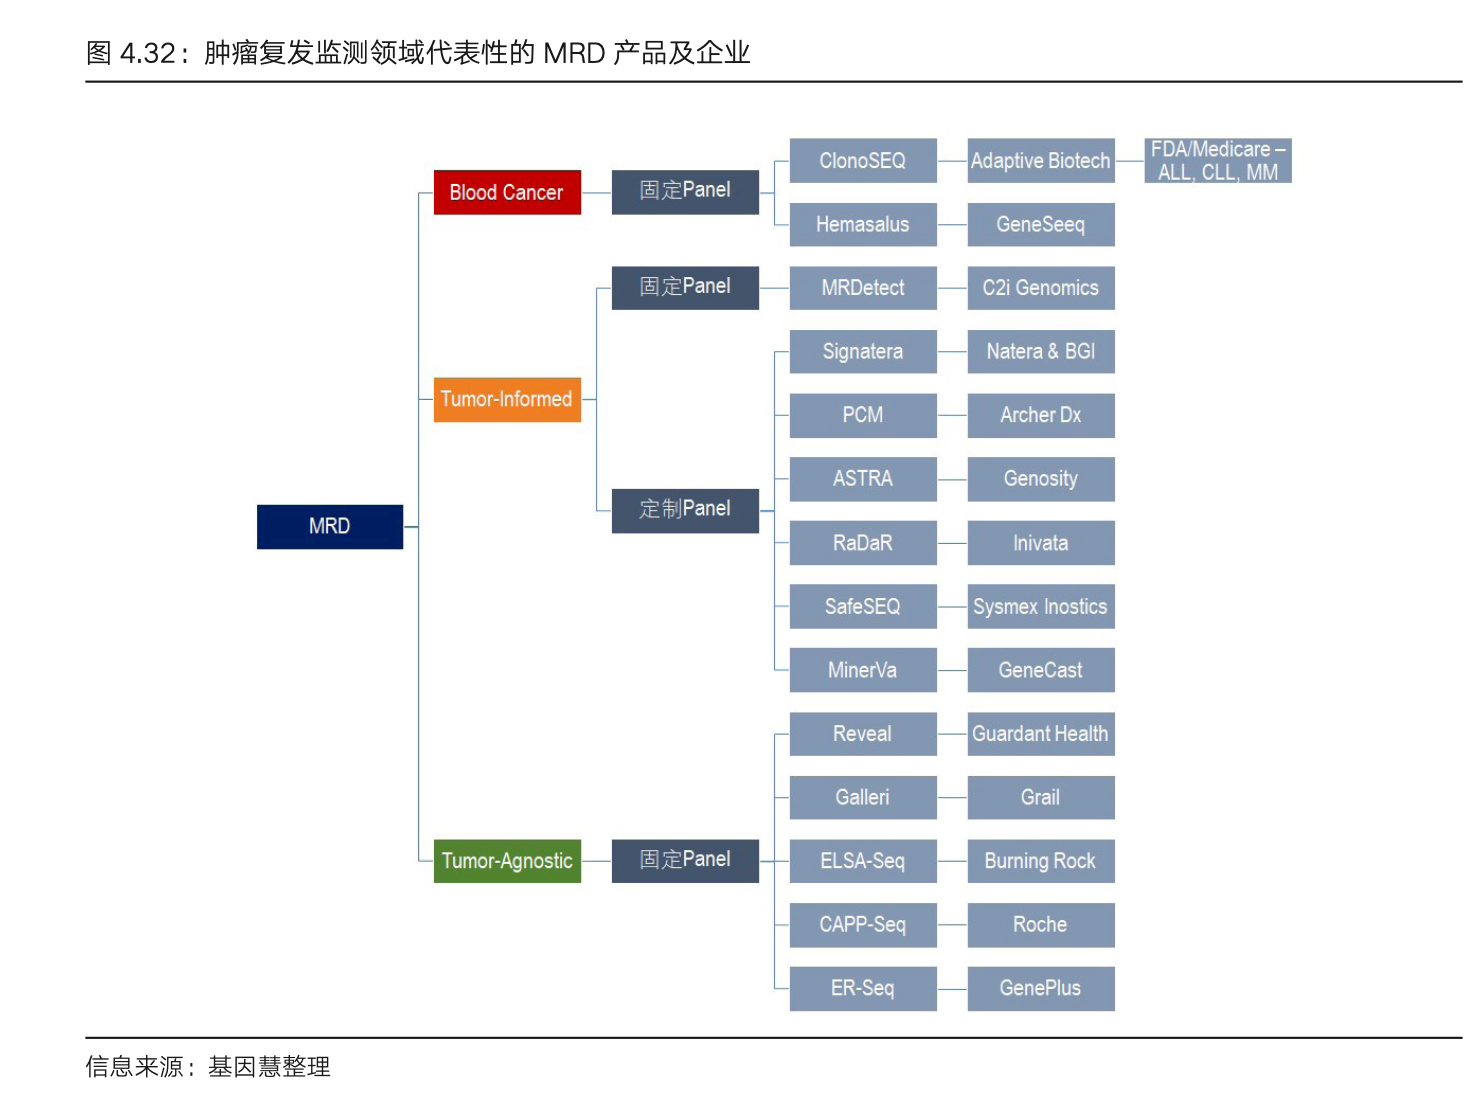 图 4.32：肿瘤复发监测领域代表性的 MRD 产品及企业
MRD
Blood Cancer
固定Panel
ClonoSEQ
Adaptive Biotech
FDA/Medicare –
ALL, CLL, MM
Hemasalus
GeneSeeq
Tumor-Informed
固定Panel
MRDetect
C2i Genomics
定制Panel
Signatera
Natera & BGI
PCM
Archer Dx
ASTRA
Genosity
RaDaR
Inivata
SafeSEQ
Sysmex Inostics
MinerVa
GeneCast
Tumor-Agnostic
固定Panel
Reveal
Guardant Health
Galleri
Grail
ELSA-Seq
Burning Rock
CAPP-Seq
Roche
ER-Seq
GenePlus
信息来源：基因慧整理